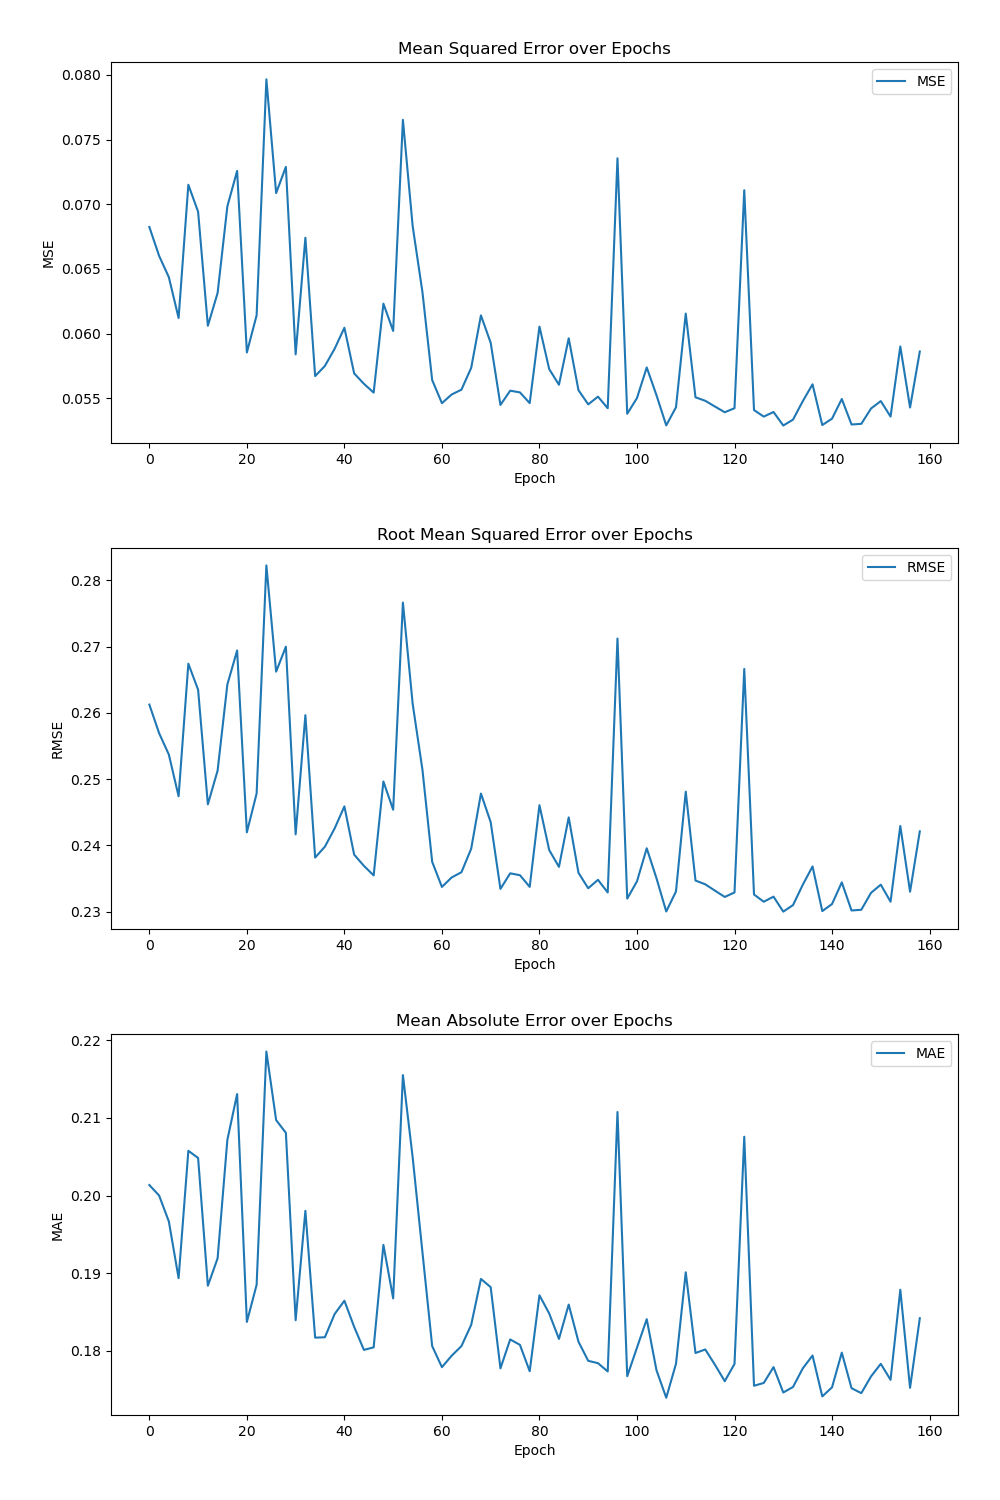 Mean Squared Error over Epochs
MSE
0.080
0.075
0.070
0.065
0.060
0.055
MSE
0 20 40 60 80 100 120 140 160
Epoch
Root Mean Squared Error over Epochs
RMSE
0.28
0.27
0.26
0.25
0.24
0.23
RMSE
0 20 40 60 80 100 120 140 160
Epoch
Mean Absolute Error over Epochs
MAE
0.22
0.21
0.20
0.19
0.18
MAE
0 20 40 60 80 100 120 140 160
Epoch